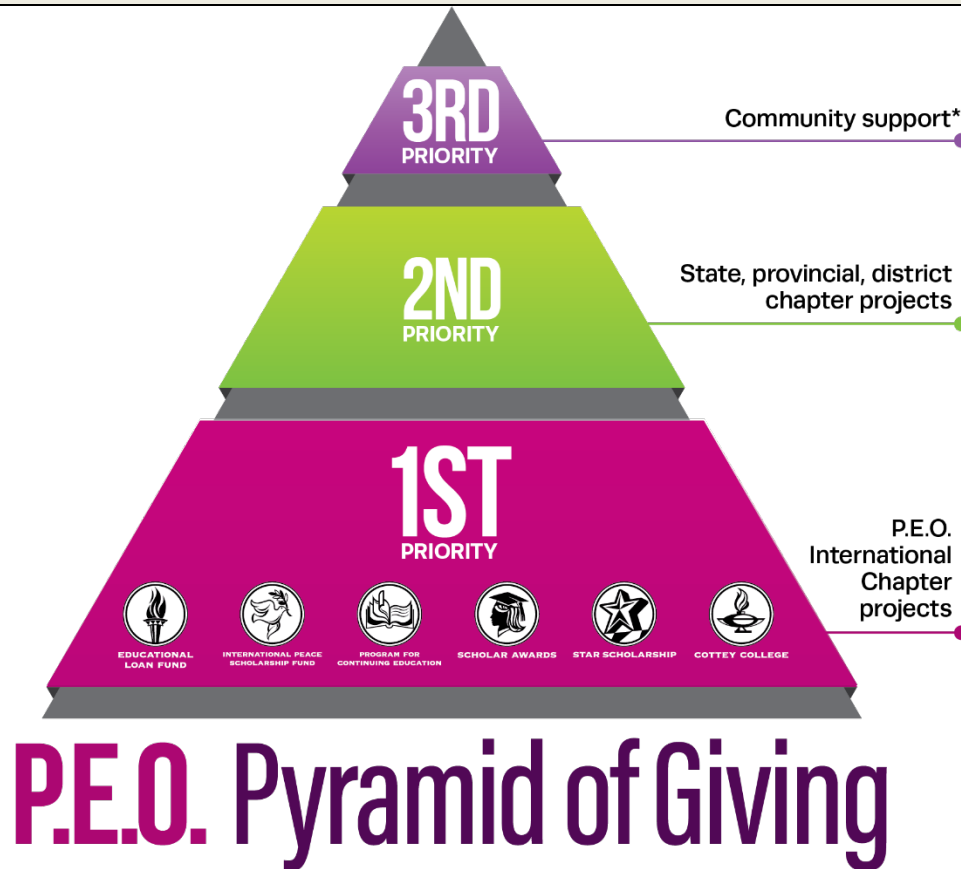 3RD
PRIORITY
Community support*
2ND
PRIORITY
State, provincial, district
chapter projects
1ST
PRIORITY
P.E.O.
International
Chapter
projects
EDUCATIONAL
LOAN FUND
INTERNATIONAL PEACE
SCHOLARSHIP FUND
PROGRAM FOR
CONTINUING EDUCATION
SCHOLAR AWARDS
STAR SCHOLARSHIP
COTTEY COLLEGE
P.E.O. Pyramid of Giving